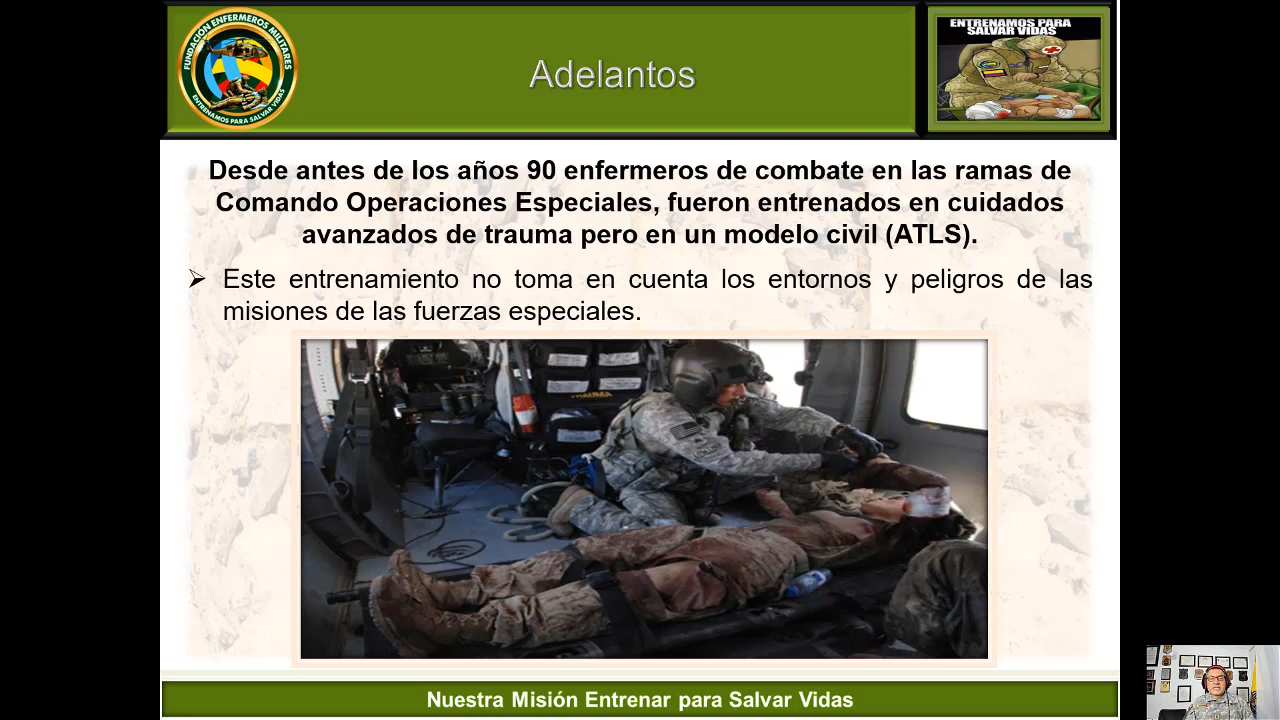 FUNDACIÓN ENFERMEROS MILITARES
ENTRENAMOS PARA SALVAR VIDAS
Adelantos
ENTRENAMOS PARA
SALVAR VIDAS
Desde antes de los años 90 enfermeros de combate en las ramas de
Comando Operaciones Especiales, fueron entrenados en cuidados
avanzados de trauma pero en un modelo civil (ATLS).
Este entrenamiento no toma en cuenta los entornos y peligros de las
misiones de las fuerzas especiales.
TRAUMA
Nuestra Misión Entrenar para Salvar Vidas